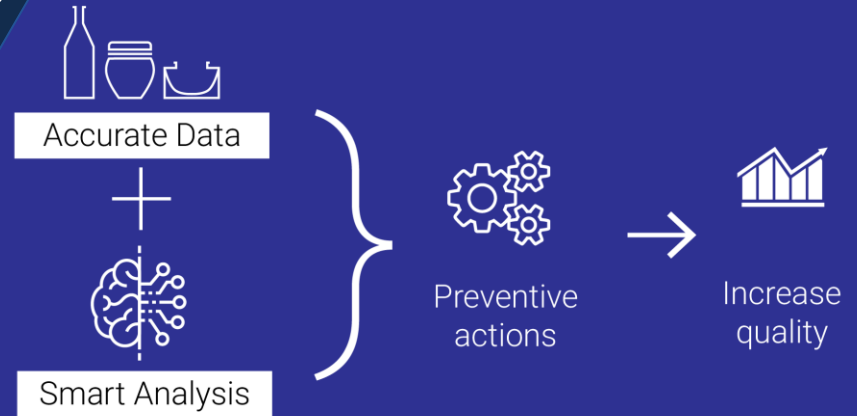 Accurate Data
Smart Analysis
Preventive
actions
Increase
quality